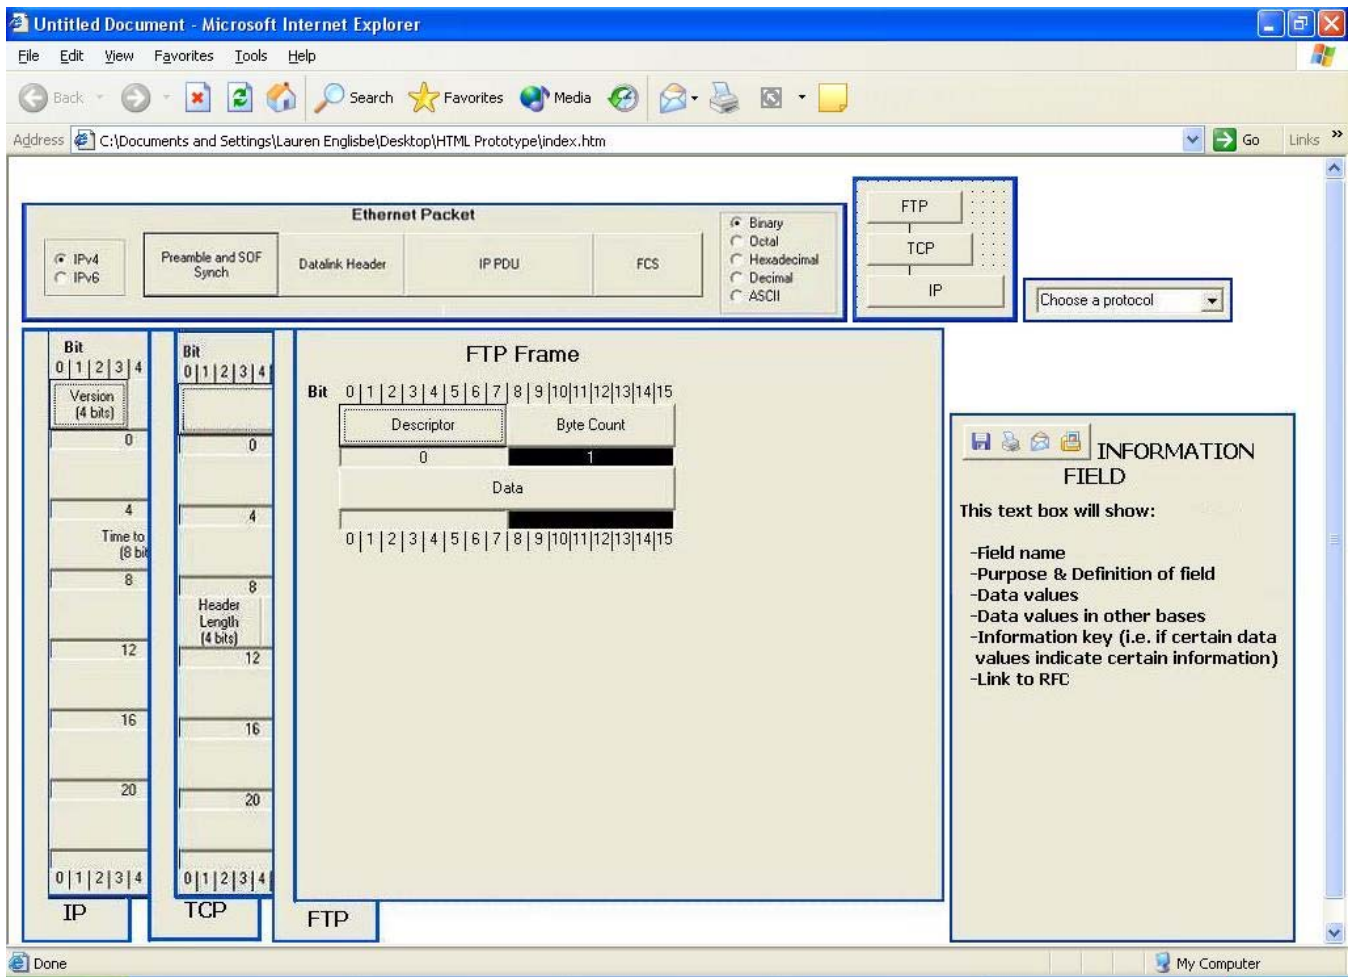 Untitled Document - Microsoft Internet Explorer
File Edit View Favorites Tools Help
Back Search Favorites Media
Address C:\Documents and Settings\Lauren Englisbe\Desktop\HTML Prototype\index.htm Go Links »
Ethernet Packet
IPv4
IPv6
Preamble and SOF
Synch
Datalink Header
IP PDU
FCS
Binary
Octal
Hexadecimal
Decimal
ASCII
FTP
TCP
IP
Choose a protocol
Bit
0|1|2|3|4
Version
(4 bits)
0
4
Time to
(8 bit
8
12
16
20
0|1|2|3|4
IP
Bit
0|1|2|3|4
0
4
8
Header
Length
(4 bits)
12
16
20
0|1|2|3|4
TCP
FTP Frame
Bit 0|1|2|3|4|5|6|7|8|9|10|11|12|13|14|15
Descriptor Byte Count
0 1
Data
0|1|2|3|4|5|6|7|8|9|10|11|12|13|14|15
FTP
INFORMATION
FIELD
This text box will show:
-Field name
-Purpose & Definition of field
-Data values
-Data values in other bases
-Information key (i.e. if certain data
values indicate certain information)
-Link to RFC
Done
My Computer